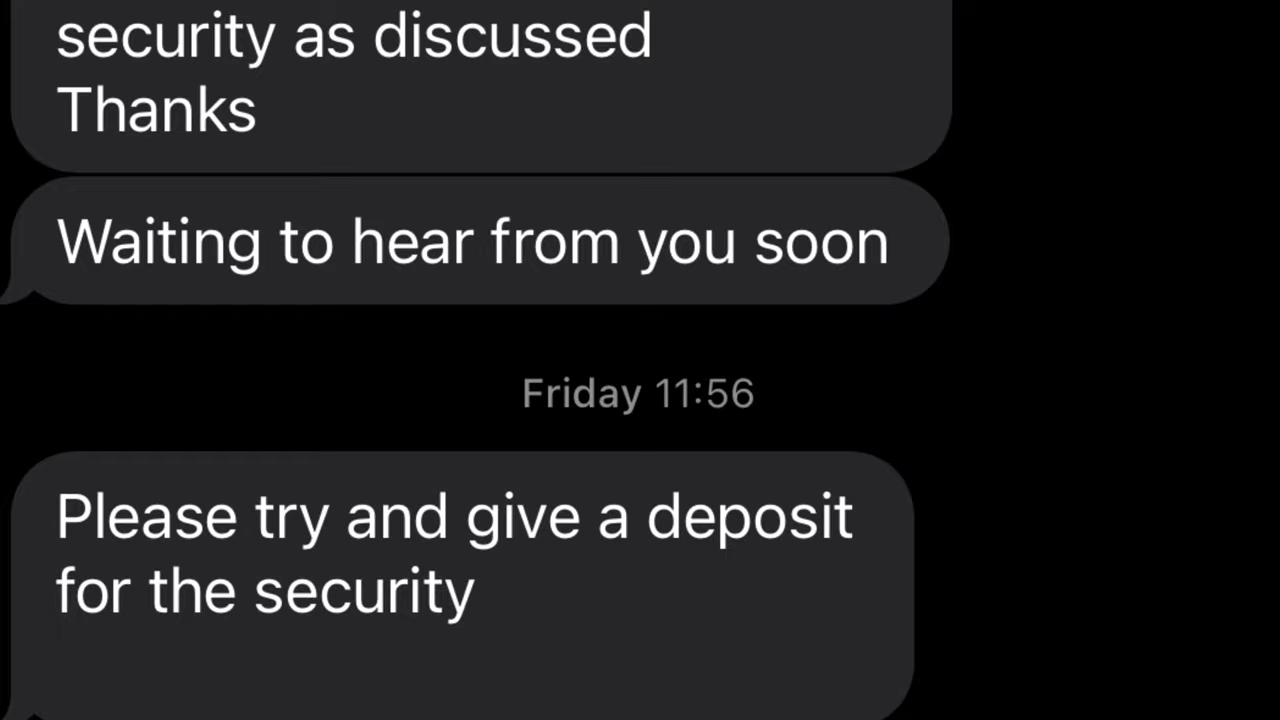 security as discussed
Thanks
Waiting to hear from you soon
Friday 11:56
Please try and give a deposit
for the security